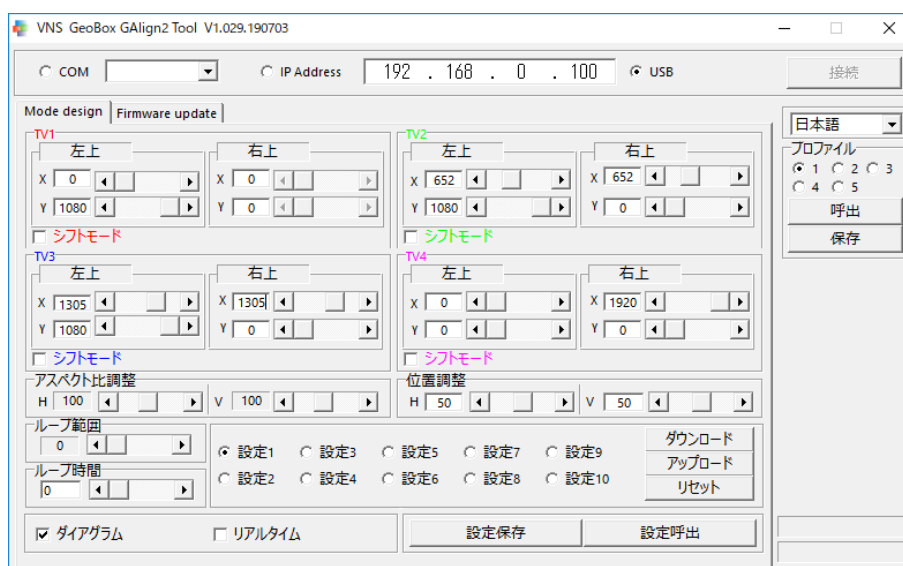 VNS GeoBox GAlign2 Tool V1.029.190703
COM IP Address 192 . 168 . 0 . 100 USB 接続
Mode design Firmware update
日本語
TV1 TV2
プロファイル
左上 右上 左上 右上
1 2 3
X 0 X 0 X 652 X 652
4 5
Y 1080 Y 0 Y 1080 Y 0
呼出
シフトモード シフトモード
保存
TV3 TV4
左上 右上 左上 右上
X 1305 X 1305 X 0 X 1920
Y 1080 Y 0 Y 0 Y 0
シフトモード シフトモード
アスペクト比調整 位置調整
H 100 V 100 H 50 V 50
ループ範囲
0
設定1 設定3 設定5 設定7 設定9
ダウンロード
ループ時間
アップロード
0
設定2 設定4 設定6 設定8 設定10
リセット
ダイアグラム リアルタイム 設定保存 設定呼出